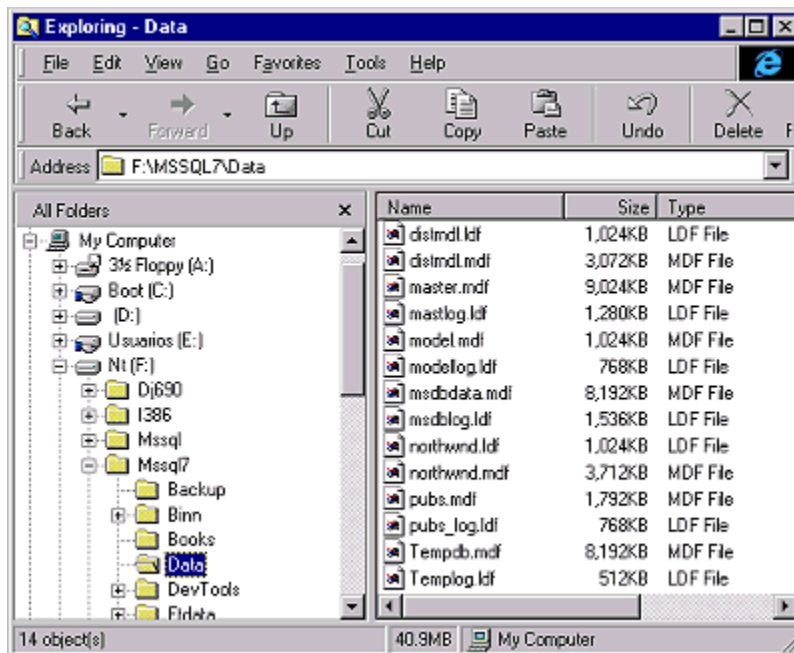 Exploring - Data
File Edit View Go Favorites Tools Help
Back Forward Up Cut Copy Paste Undo Delete F
Address F:\MSSQL7\Data
All Folders x
My Computer
3½ Floppy (A:)
Boot (C:)
(D:)
Usuarios (E:)
Nt (F:)
Dj690
I386
Mssql
Mssql7
Backup
Binn
Books
Data
DevTools
Ftdata
Name Size Type
distmdl.ldf 1,024KB LDF File
distmdl.mdf 3,072KB MDF File
master.mdf 9,024KB MDF File
mastlog.ldf 1,280KB LDF File
model.mdf 1,024KB MDF File
modellog.ldf 768KB LDF File
msdbdata.mdf 8,192KB MDF File
msdblog.ldf 1,536KB LDF File
northwnd.ldf 1,024KB LDF File
northwnd.mdf 3,712KB MDF File
pubs.mdf 1,792KB MDF File
pubs_log.ldf 768KB LDF File
Tempdb.mdf 8,192KB MDF File
Templog.ldf 512KB LDF File
14 object(s) 40.9MB My Computer